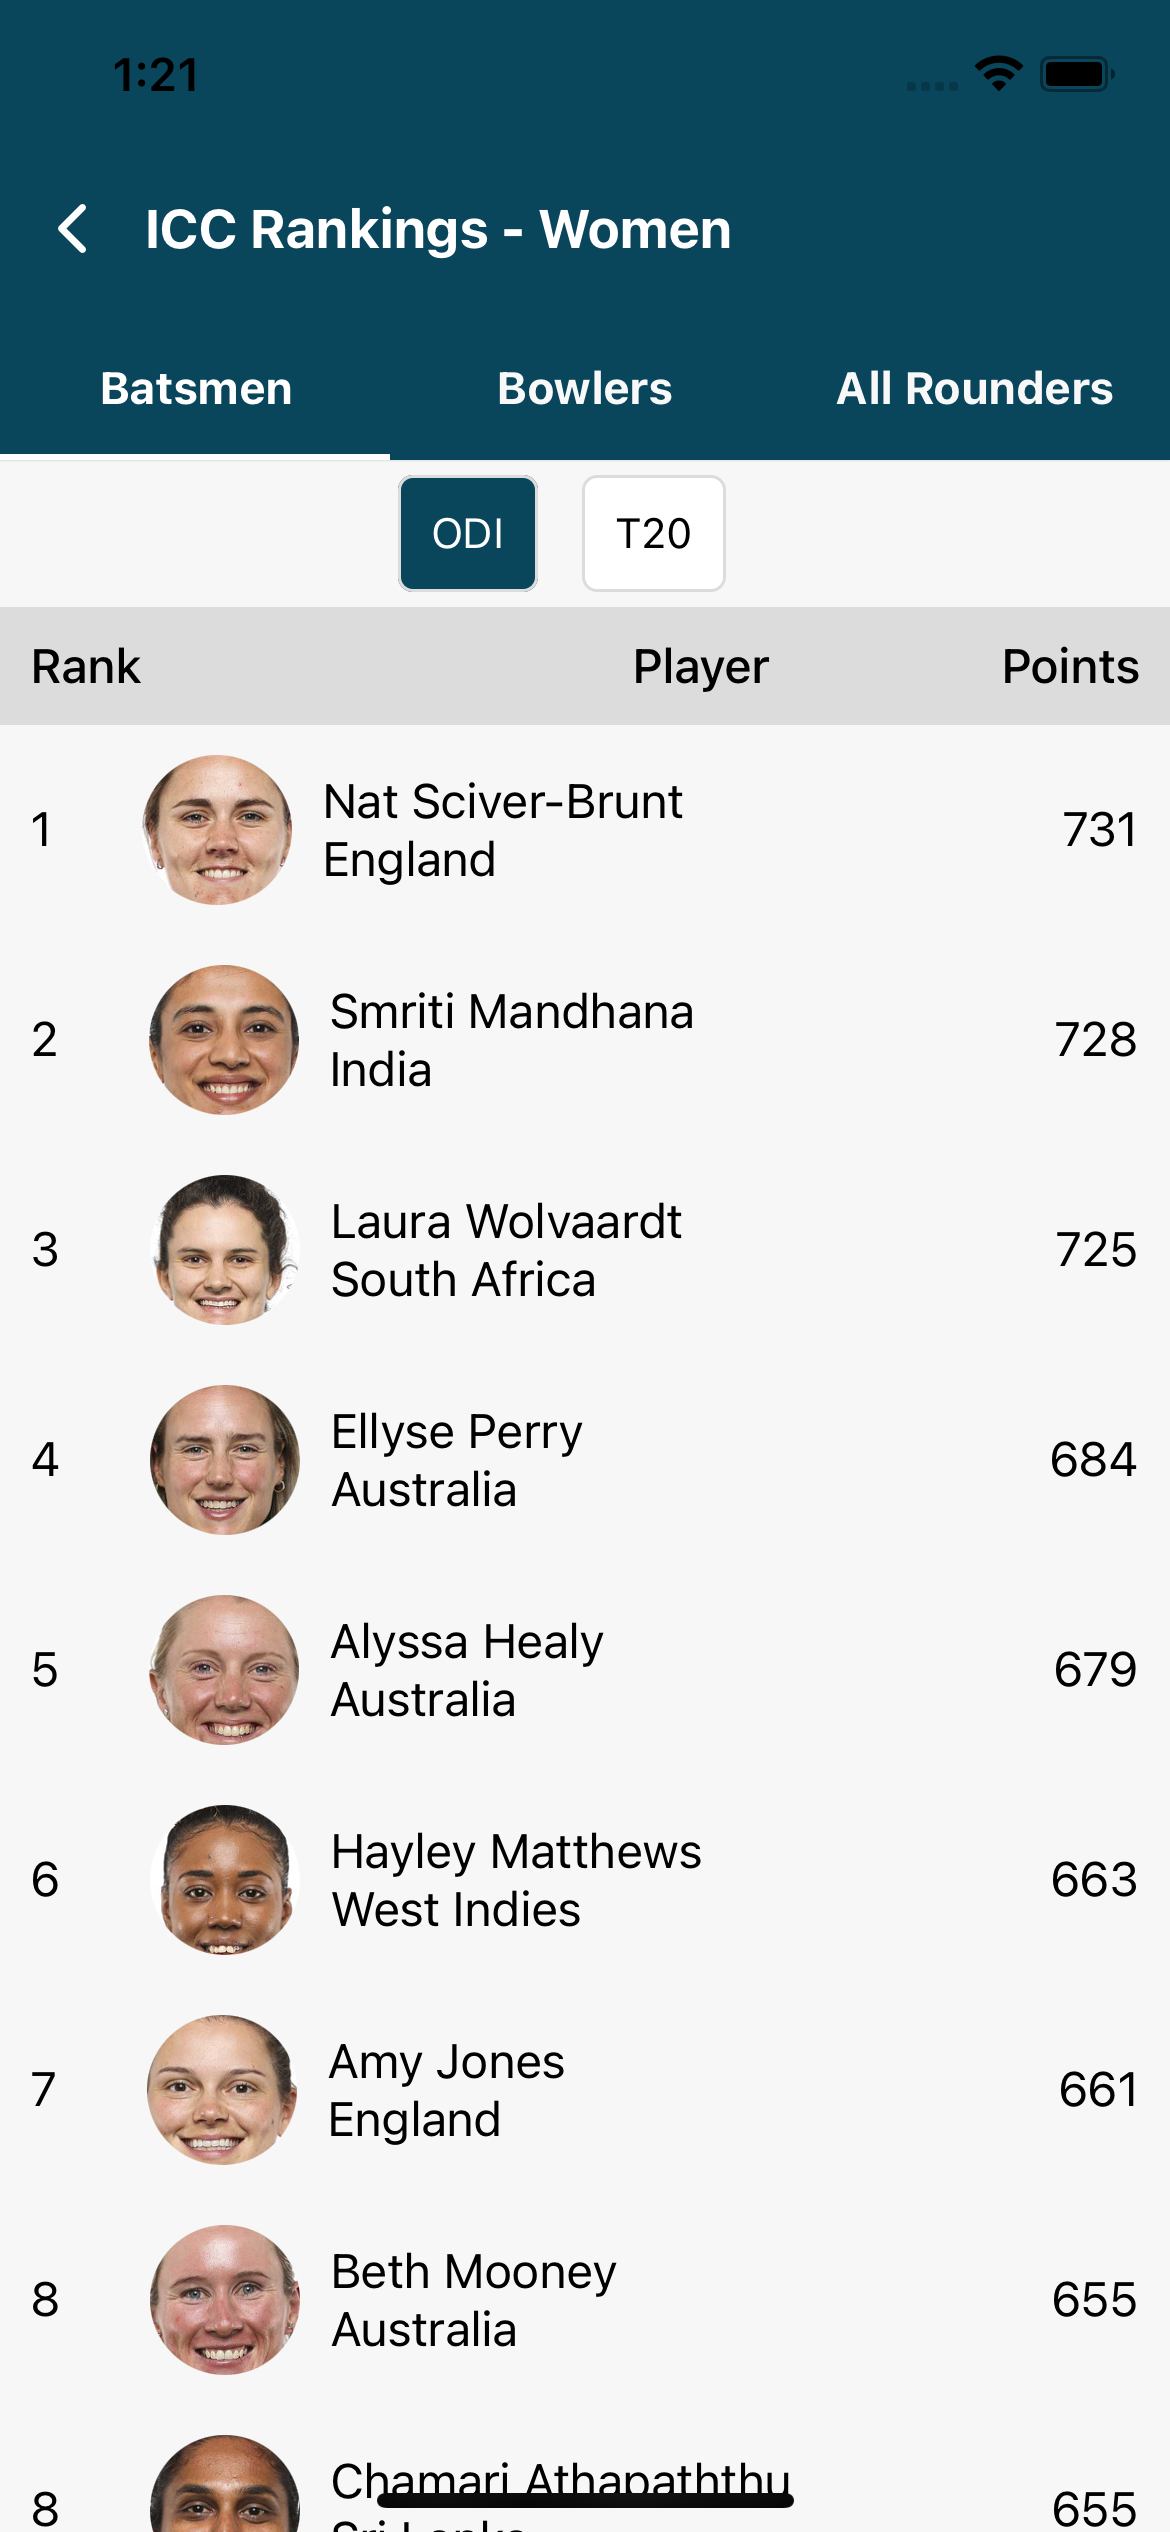 1:21
ICC Rankings - Women
Batsmen Bowlers All Rounders
ODI T20
Rank Player Points
1 Nat Sciver-Brunt 731
England
2 Smriti Mandhana 728
India
3 Laura Wolvaardt 725
South Africa
4 Ellyse Perry 684
Australia
5 Alyssa Healy 679
Australia
6 Hayley Matthews 663
West Indies
7 Amy Jones 661
England
8 Beth Mooney 655
Australia
8 Chamari Athapaththu 655
Sri Lanka